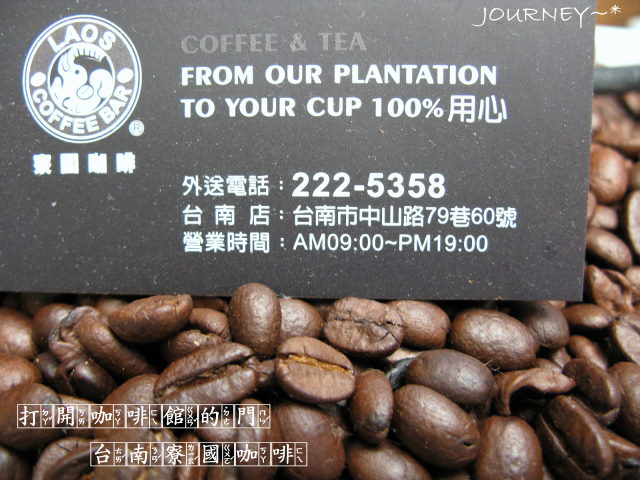 JOURNEY~*
LAOS
COFFEE BAR
®
寮國咖啡
COFFEE & TEA
FROM OUR PLANTATION
TO YOUR CUP 100%用心
外送電話：222-5358
台南店：台南市中山路79巷60號
營業時間：AM09:00~PM19:00
打開咖啡館的門
台南寮國咖啡